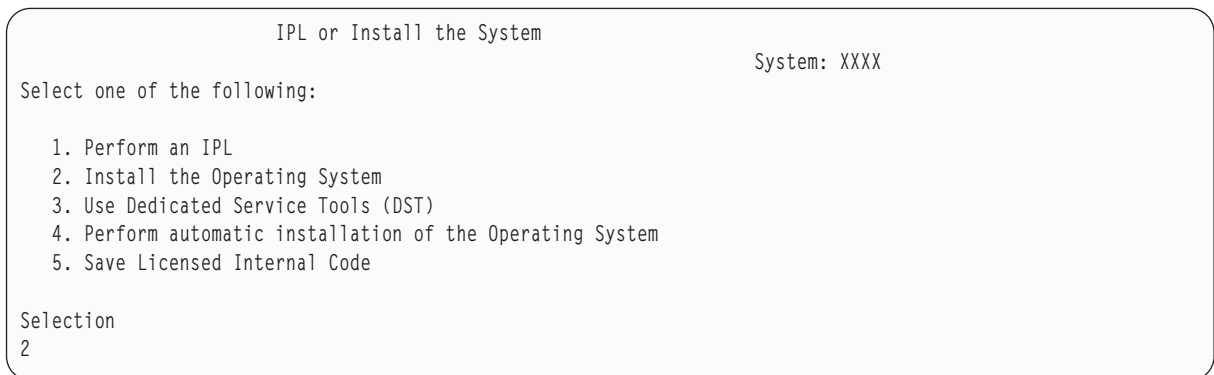 IPL or Install the System
System: XXXX
Select one of the following:
1. Perform an IPL
2. Install the Operating System
3. Use Dedicated Service Tools (DST)
4. Perform automatic installation of the Operating System
5. Save Licensed Internal Code
Selection
2